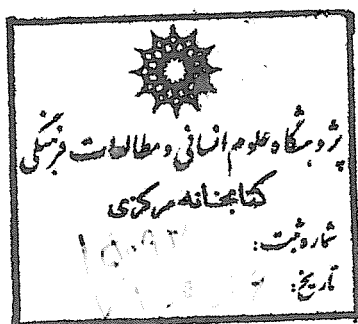 پژوهشگاه علوم انسانی و مطالعات فرهنگی
کتابخانه مرکزی
شماره ثبت:
تاریخ: